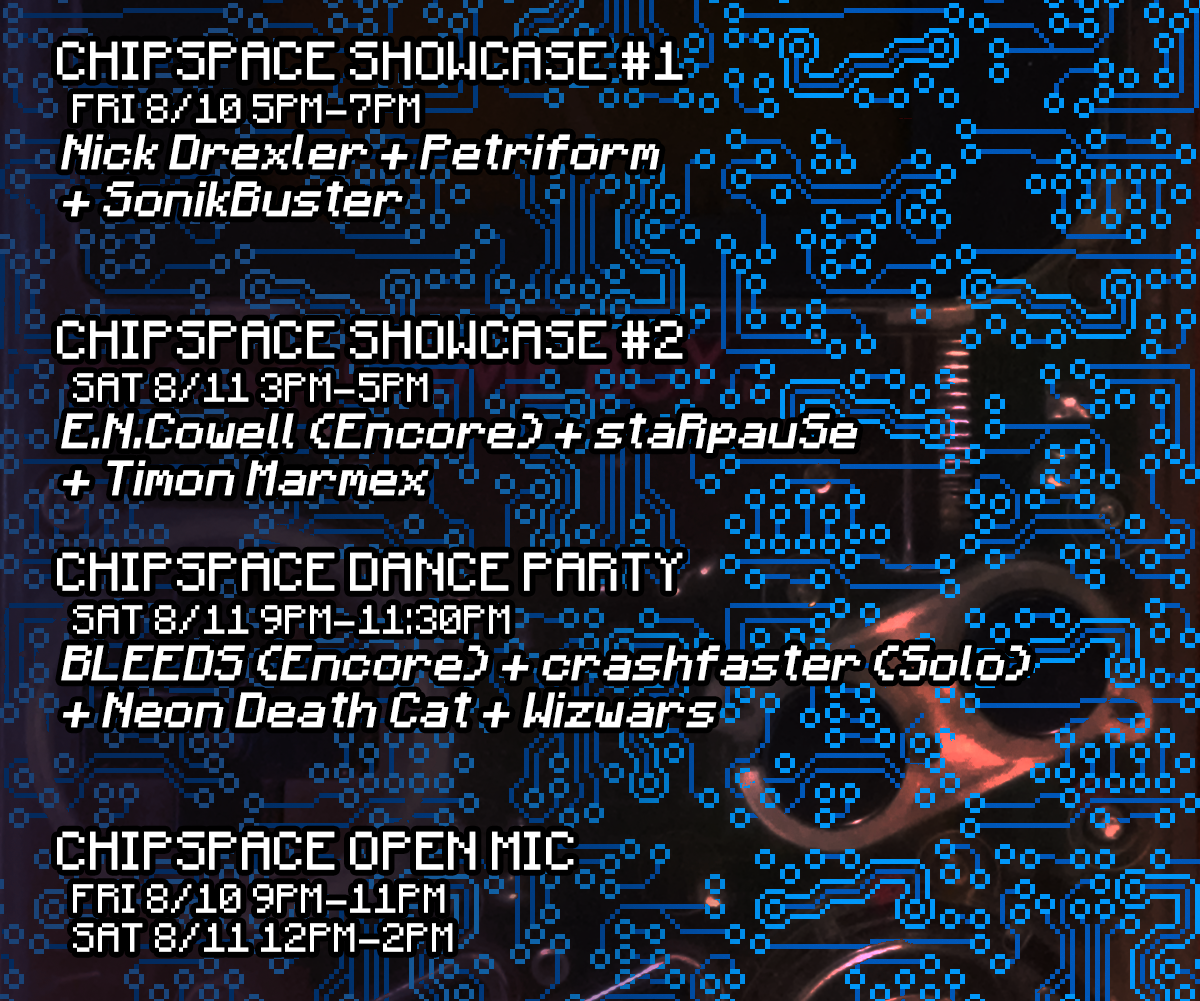 CHIPSPACE SHOWCASE #1
FRI 8/10 5PM-7PM
Nick Drexler + Petriform
+ SonikBuster
CHIPSPACE SHOWCASE #2
SAT 8/11 3PM-5PM
E.N.Cowell (Encore) + staRpauSe
+ Timon Marmex
CHIPSPACE DANCE PARTY
SAT 8/11 9PM-11:30PM
BLEEDS (Encore) + crashfaster (Solo)
+ Neon Death Cat + Wizwars
CHIPSPACE OPEN MIC
FRI 8/10 9PM-11PM
SAT 8/11 12PM-2PM